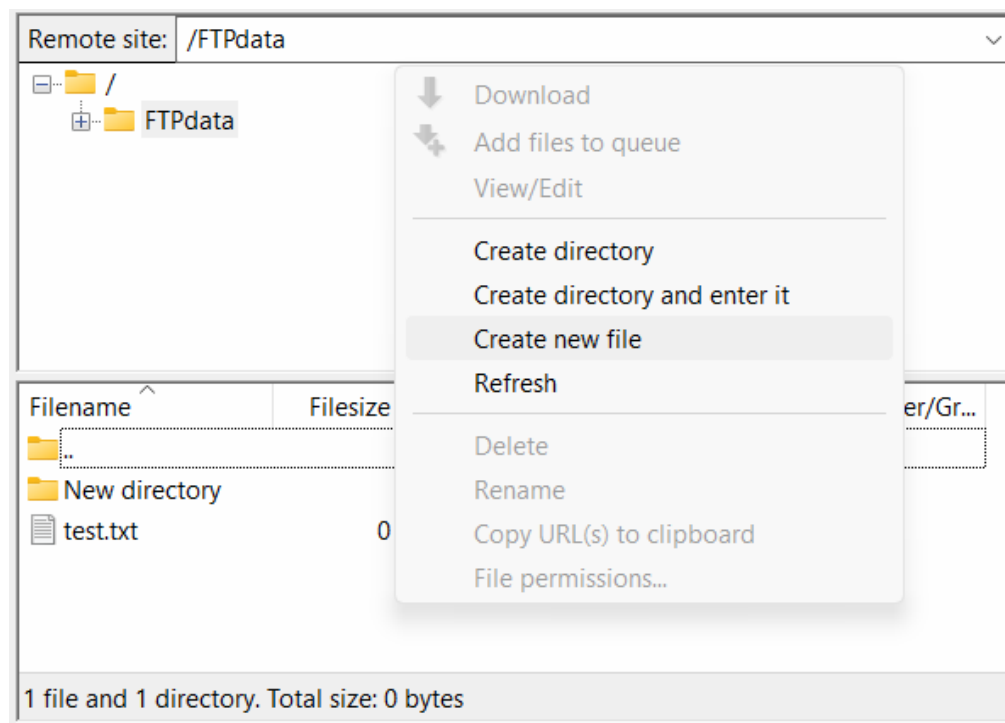 Remote site: /FTPdata
/
FTPdata
Download
Add files to queue
View/Edit
Create directory
Create directory and enter it
Create new file
Refresh
Delete
Rename
Copy URL(s) to clipboard
File permissions...
Filename Filesize er/Gr...
..
New directory
test.txt 0
1 file and 1 directory. Total size: 0 bytes